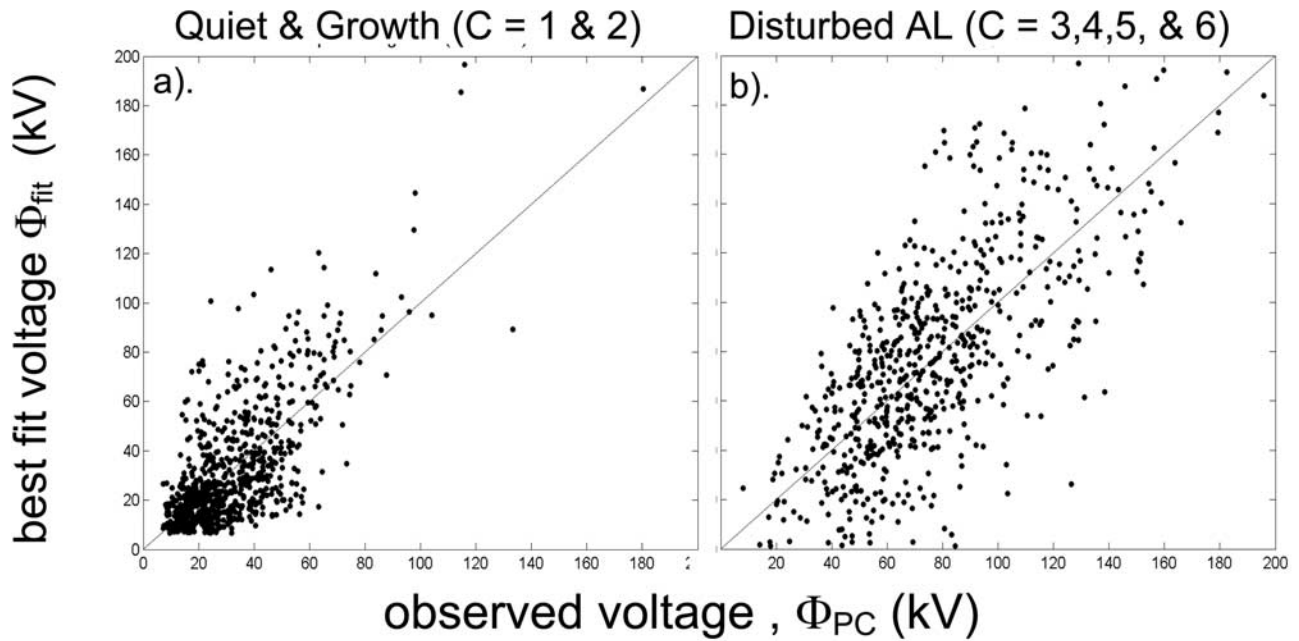 Quiet & Growth (C = 1 & 2)
Disturbed AL (C = 3,4,5, & 6)
a).
b).
best fit voltage Φfit (kV)
200
180
160
140
120
100
80
60
40
20
0
0 20 40 60 80 100 120 140 160 180 2
20 40 60 80 100 120 140 160 180 200
observed voltage , ΦPC (kV)